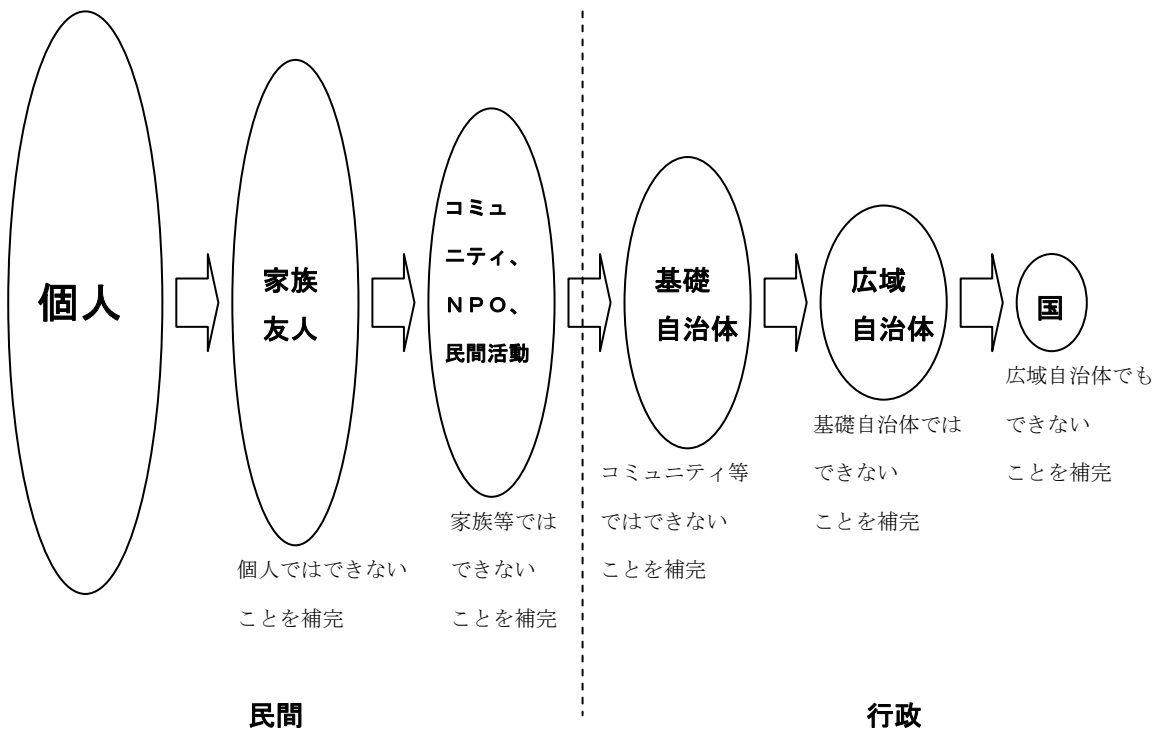 個人
家族
友人
コミュ
ニティ、
ＮＰＯ、
民間活動
基礎
自治体
広域
自治体
国
個人ではできない
ことを補完
家族等では
できない
ことを補完
コミュニティ等
ではできない
ことを補完
基礎自治体では
できない
ことを補完
広域自治体でも
できない
ことを補完
民間
行政